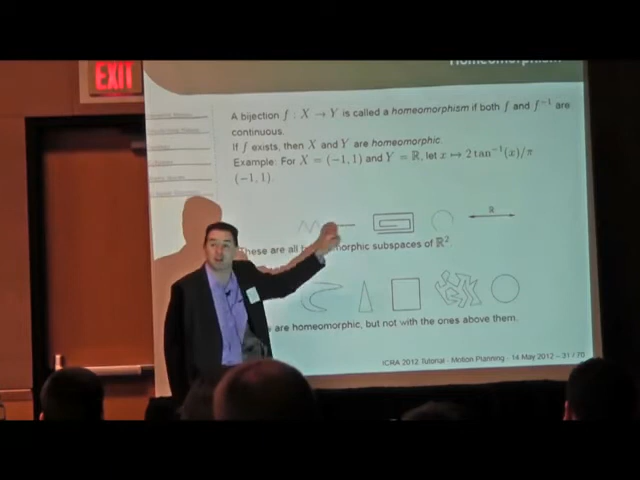 Homeomorphism
EXIT
A bijection f : X → Y is called a homeomorphism if both f and f⁻¹ are
continuous.
If f exists, then X and Y are homeomorphic.
Example: For X = (−1, 1) and Y = ℝ, let x ↦ 2 tan⁻¹(x)/π
(−1, 1).
R
These are all homorphic subspaces of ℝ².
are homeomorphic, but not with the ones above them.
ICRA 2012 Tutorial - Motion Planning - 14 May 2012 – 31 / 70